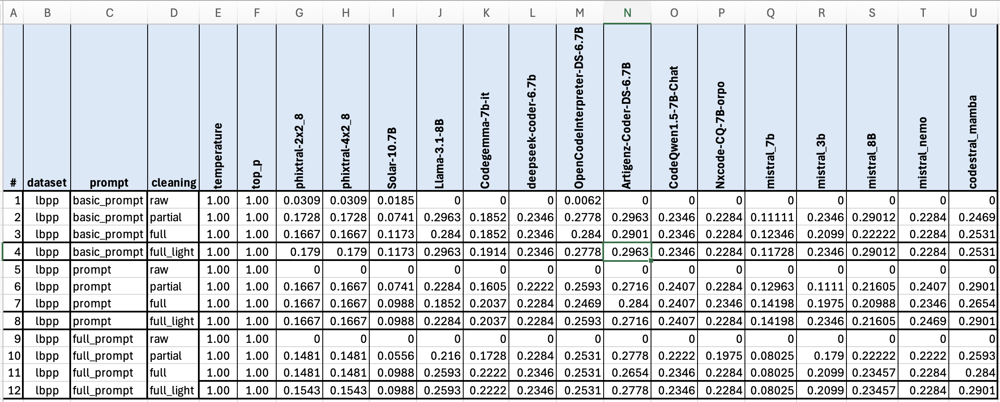 A B C D E F G H I J K L M N O P Q R S T U
# dataset prompt cleaning temperature top_p phixtral-2x2_8 phixtral-4x2_8 Solar-10.7B Llama-3.1-8B Codegemma-7b-it deepseek-coder-6.7b OpenCodeInterpreter-DS-6.7B Artigenz-Coder-DS-6.7B CodeQwen1.5-7B-Chat Nxcode-CQ-7B-orpo mistral_7b mistral_3b mistral_8B mistral_nemo codestral_mamba
1 lbpp basic_prompt raw 1.00 1.00 0.0309 0.0309 0.0185 0 0 0 0.0062 0 0 0 0 0 0 0 0
2 lbpp basic_prompt partial 1.00 1.00 0.1728 0.1728 0.0741 0.2963 0.1852 0.2346 0.2778 0.2963 0.2346 0.2284 0.11111 0.2346 0.29012 0.2284 0.2469
3 lbpp basic_prompt full 1.00 1.00 0.1667 0.1667 0.1173 0.284 0.1852 0.2346 0.284 0.2901 0.2346 0.2284 0.12346 0.2099 0.22222 0.2284 0.2531
4 lbpp basic_prompt full_light 1.00 1.00 0.179 0.179 0.1173 0.2963 0.1914 0.2346 0.2778 0.2963 0.2346 0.2284 0.11728 0.2346 0.29012 0.2284 0.2531
5 lbpp prompt raw 1.00 1.00 0 0 0 0 0 0 0 0 0 0 0 0 0 0 0
6 lbpp prompt partial 1.00 1.00 0.1667 0.1667 0.0741 0.2284 0.1605 0.2222 0.2593 0.2716 0.2407 0.2284 0.12963 0.1111 0.21605 0.2407 0.2901
7 lbpp prompt full 1.00 1.00 0.1667 0.1667 0.0988 0.1852 0.2037 0.2284 0.2469 0.284 0.2407 0.2346 0.14198 0.1975 0.20988 0.2346 0.2654
8 lbpp prompt full_light 1.00 1.00 0.1667 0.1667 0.0988 0.2284 0.2037 0.2284 0.2593 0.2716 0.2407 0.2284 0.14198 0.2346 0.21605 0.2469 0.2901
9 lbpp full_prompt raw 1.00 1.00 0 0 0 0 0 0 0 0 0 0 0 0 0 0 0
10 lbpp full_prompt partial 1.00 1.00 0.1481 0.1481 0.0556 0.216 0.1728 0.2284 0.2531 0.2778 0.2222 0.1975 0.08025 0.179 0.22222 0.2222 0.2593
11 lbpp full_prompt full 1.00 1.00 0.1481 0.1481 0.0988 0.2593 0.2222 0.2346 0.2531 0.2654 0.2346 0.2284 0.08025 0.2099 0.23457 0.2284 0.284
12 lbpp full_prompt full_light 1.00 1.00 0.1543 0.1543 0.0988 0.2593 0.2222 0.2346 0.2531 0.2778 0.2346 0.2284 0.08025 0.2099 0.23457 0.2284 0.2901